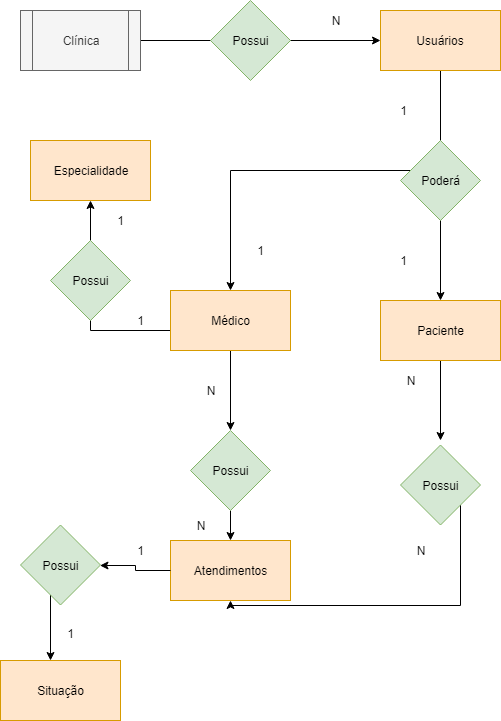 Clínica
Possui
N
Usuários
1
Especialidade
Poderá
1
1
1
Possui
1
Médico
Paciente
N
N
Possui
Possui
N
1
N
Possui
Atendimentos
1
Situação